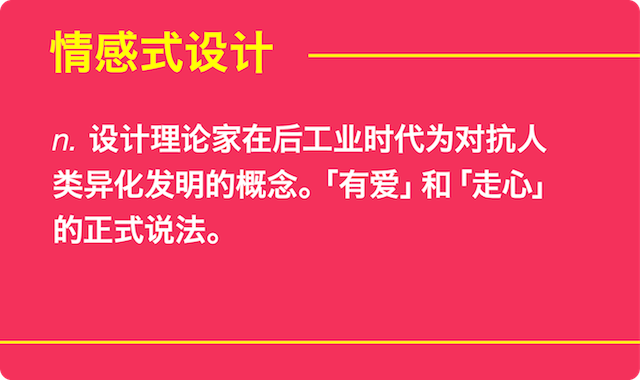 情感式设计
n. 设计理论家在后工业时代为对抗人
类异化发明的概念。「有爱」和「走心」
的正式说法。